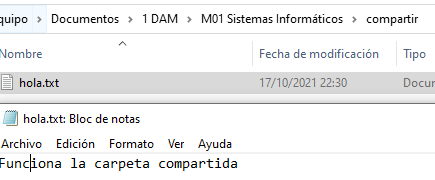 quipo > Documentos > 1 DAM > M01 Sistemas Informáticos > compartir
Nombre Fecha de modificación Tipo
hola.txt 17/10/2021 22:30 Docum
hola.txt: Bloc de notas
Archivo Edición Formato Ver Ayuda
Funciona la carpeta compartida